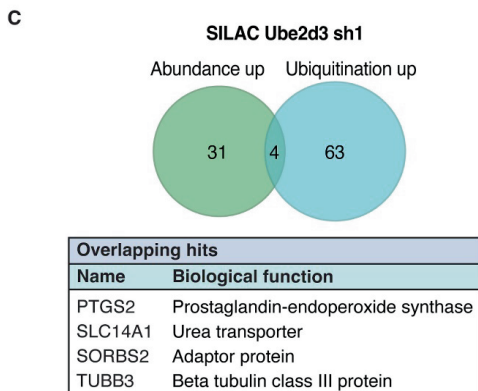 C
SILAC Ube2d3 sh1
Abundance up Ubiquitination up
31 4 63
Overlapping hits
Name Biological function
PTGS2 Prostaglandin-endoperoxide synthase
SLC14A1 Urea transporter
SORBS2 Adaptor protein
TUBB3 Beta tubulin class III protein